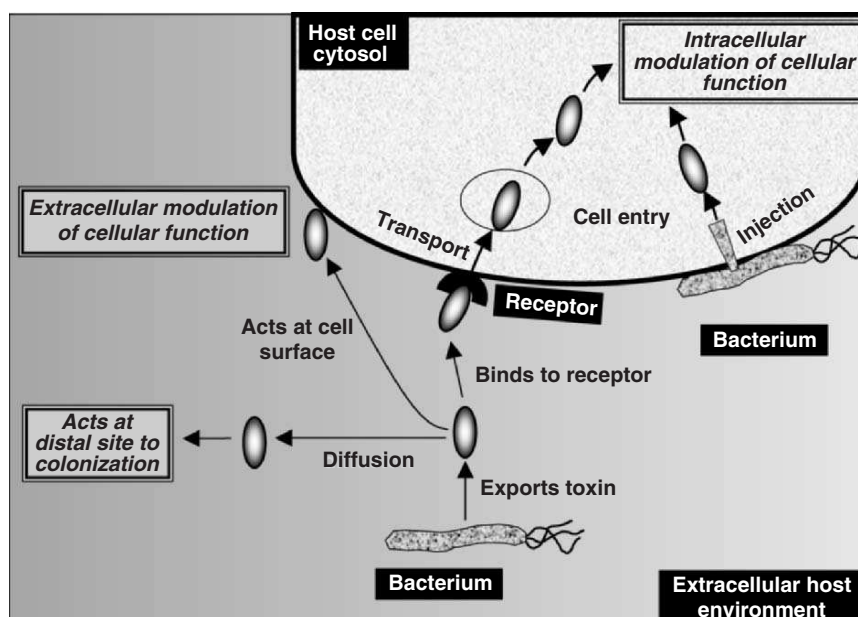 Host cell
cytosol
Intracellular
modulation of cellular
function
Extracellular modulation
of cellular function
Transport
Cell entry
Injection
Receptor
Bacterium
Acts at cell
surface
Binds to receptor
Acts at
distal site to
colonization
Diffusion
Exports toxin
Bacterium
Extracellular host
environment